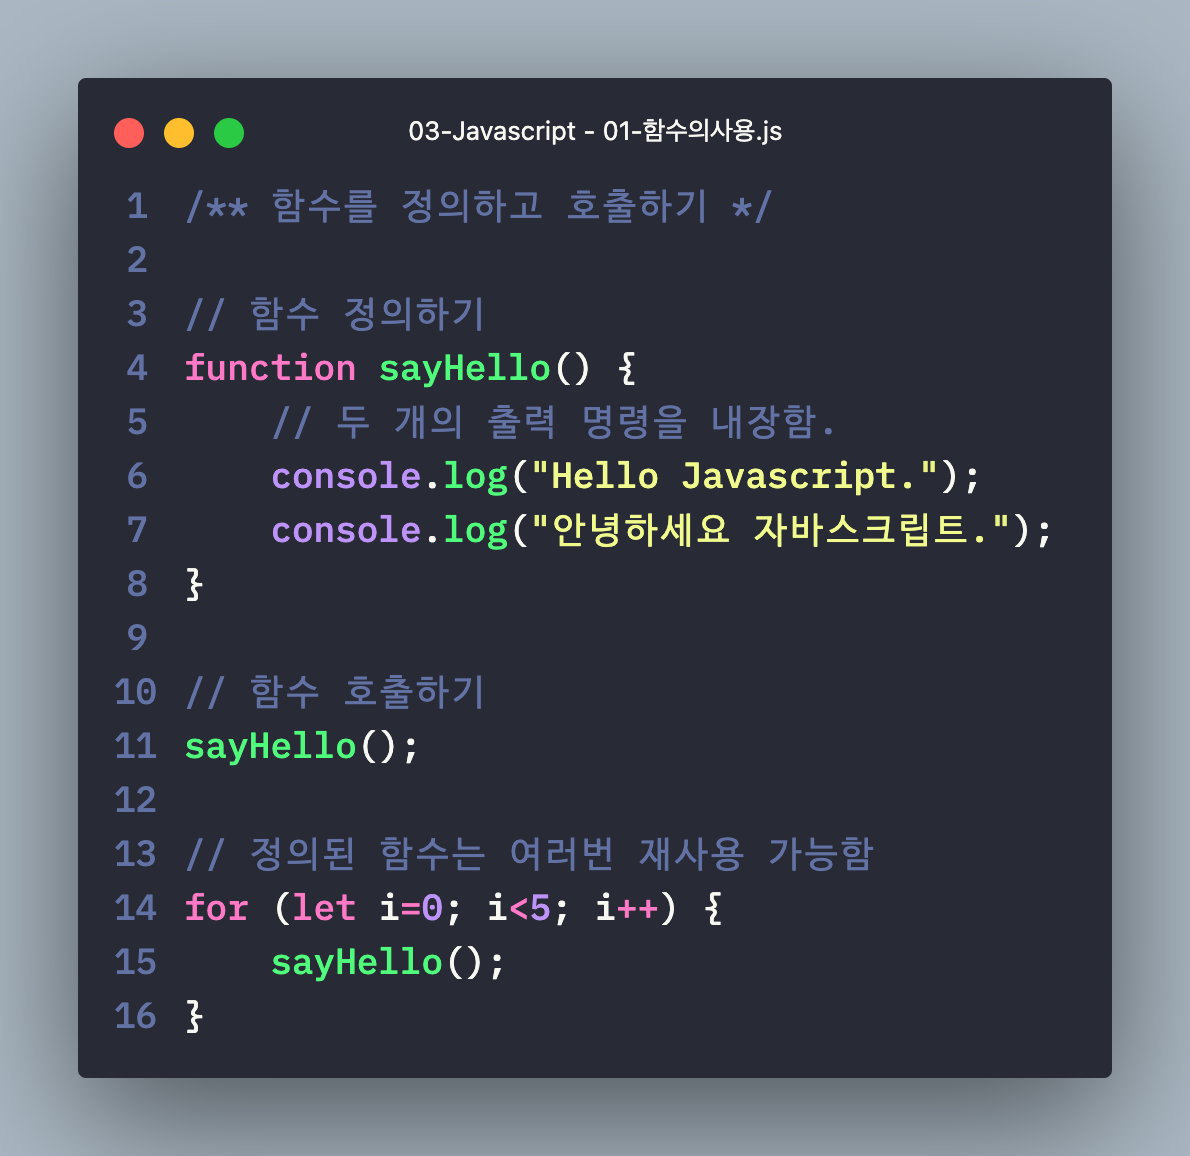 03-Javascript - 01-함수의사용.js
1 /** 함수를 정의하고 호출하기 */
2
3 // 함수 정의하기
4 function sayHello() {
5     // 두 개의 출력 명령을 내장함.
6     console.log("Hello Javascript.");
7     console.log("안녕하세요 자바스크립트.");
8 }
9
10 // 함수 호출하기
11 sayHello();
12
13 // 정의된 함수는 여러번 재사용 가능함
14 for (let i=0; i<5; i++) {
15     sayHello();
16 }